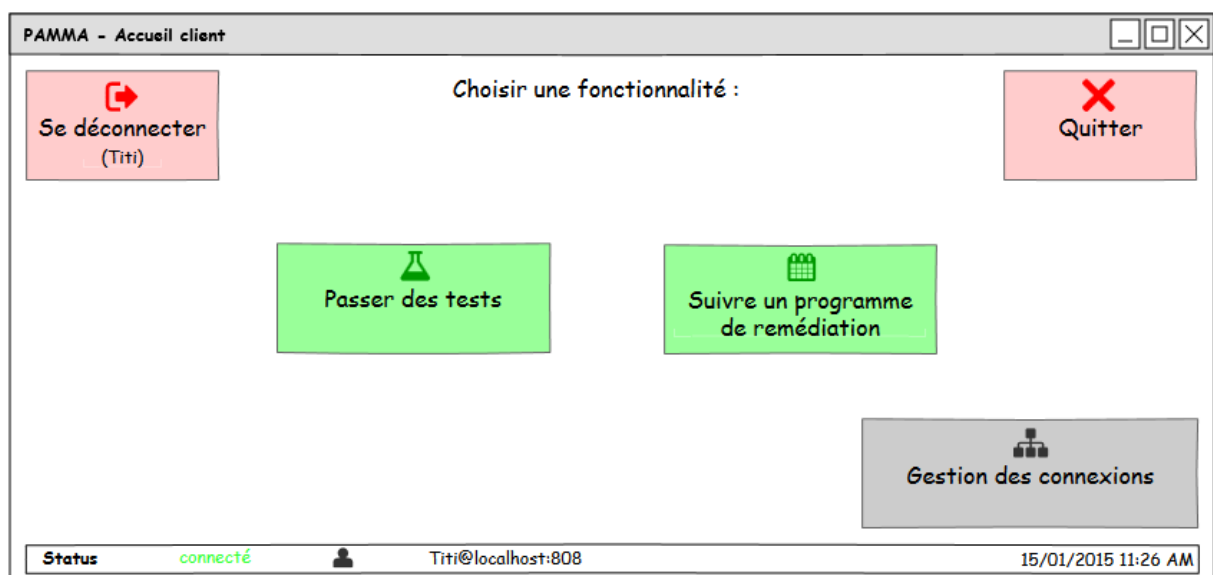 PAMMA - Accueil client
Choisir une fonctionnalité :
Se déconnecter
(Titi)
Quitter
Passer des tests
Suivre un programme
de remédiation
Gestion des connexions
Status connecté Titi@localhost:808 15/01/2015 11:26 AM